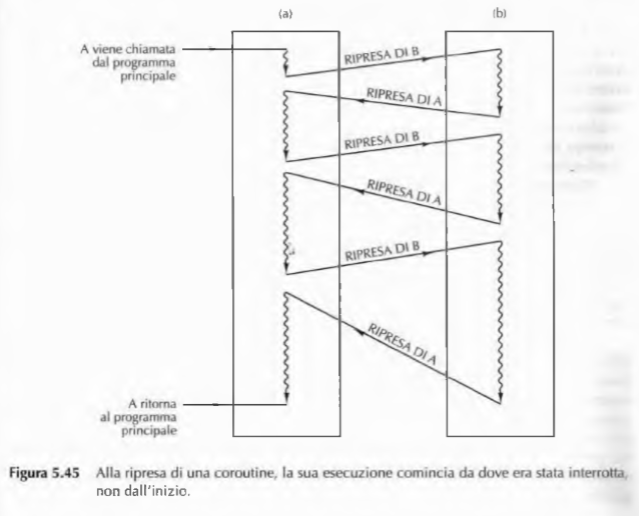 (a)
(b)
A viene chiamata
dal programma
principale
RIPRESA DI B
RIPRESA DI A
RIPRESA DI B
RIPRESA DI A
RIPRESA DI B
RIPRESA DI A
A ritorna
al programma
principale
Figura 5.45 Alla ripresa di una coroutine, la sua esecuzione comincia da dove era stata interrotta,
non dall'inizio.